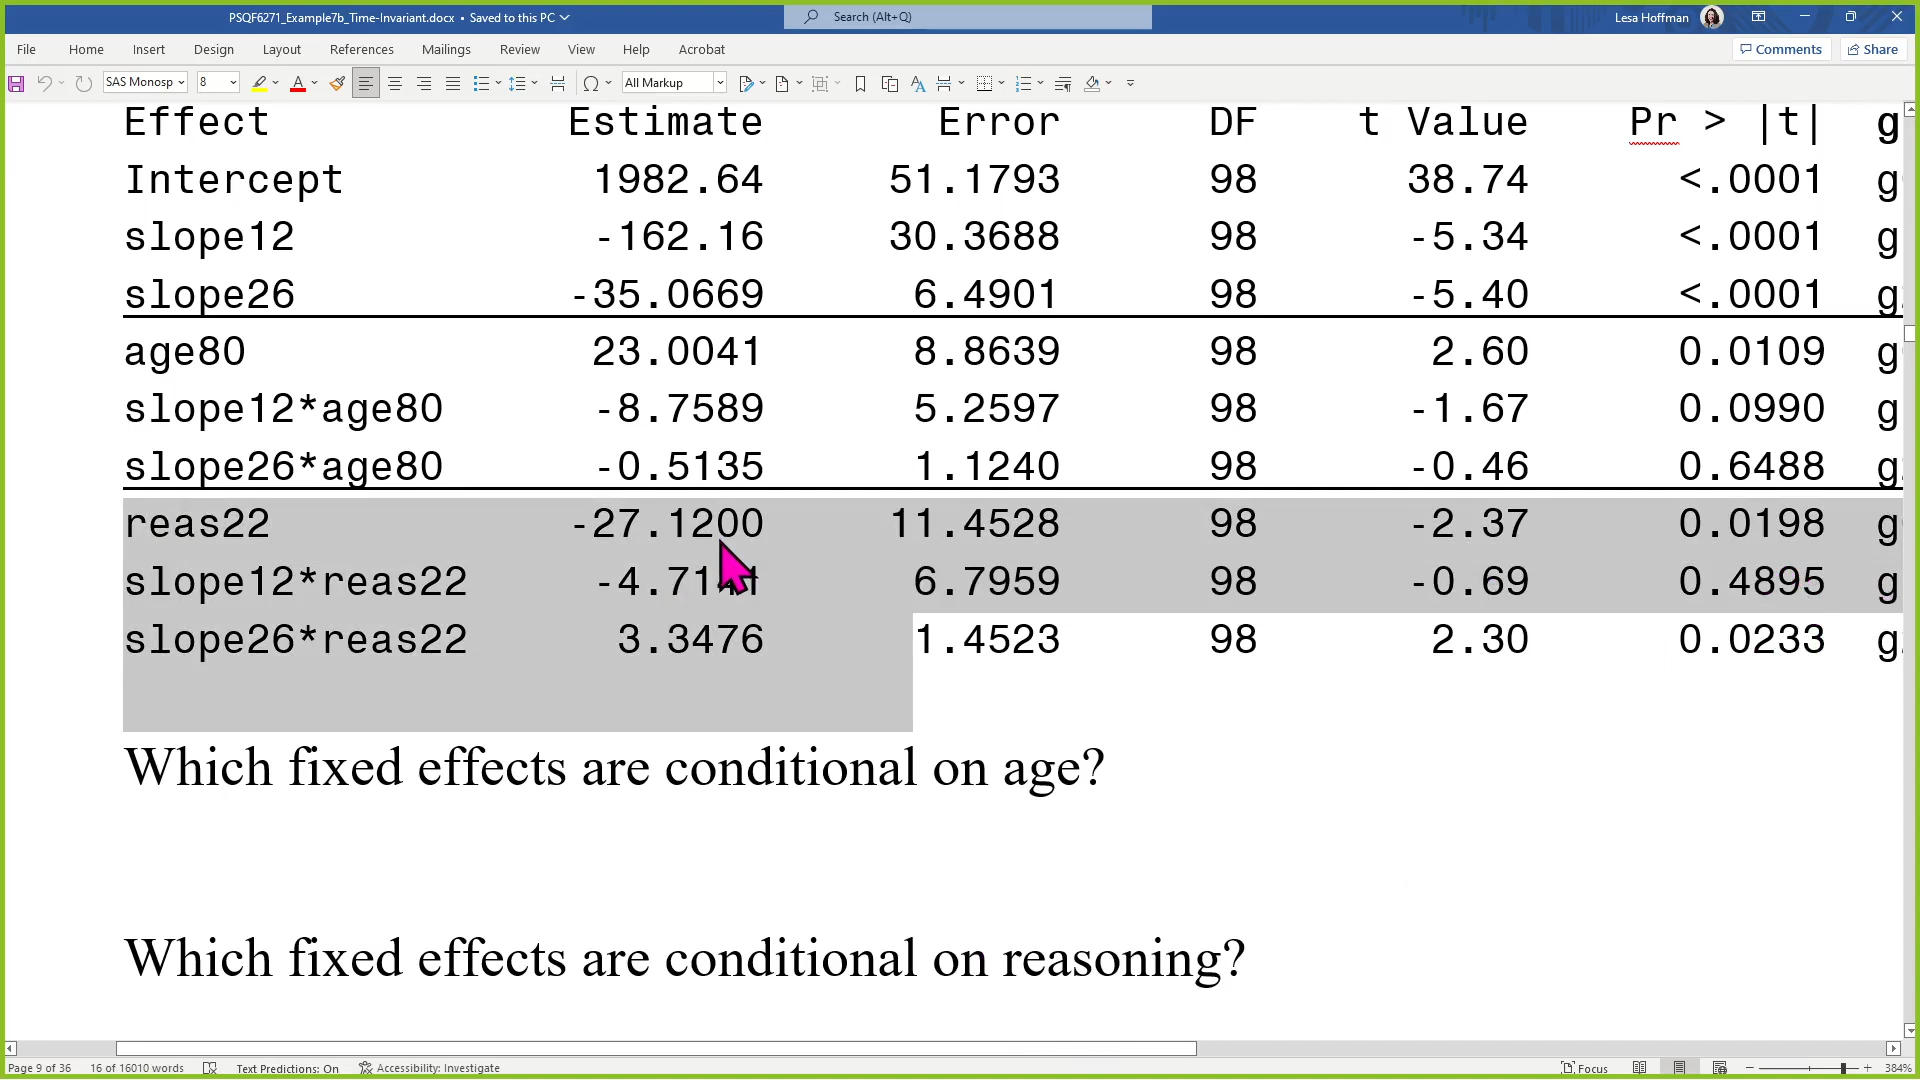 PSQF6271_Example7b_Time-Invariant.docx • Saved to this PC
Search (Alt+Q)
Lesa Hoffman
File Home Insert Design Layout References Mailings Review View Help Acrobat
Comments Share
SAS Monosp 8 All Markup
Effect Estimate Error DF t Value Pr > |t| g
Intercept 1982.64 51.1793 98 38.74 <.0001 g
slope12 -162.16 30.3688 98 -5.34 <.0001 g
slope26 -35.0669 6.4901 98 -5.40 <.0001 g
age80 23.0041 8.8639 98 2.60 0.0109 g
slope12*age80 -8.7589 5.2597 98 -1.67 0.0990 g
slope26*age80 -0.5135 1.1240 98 -0.46 0.6488 g
reas22 -27.1200 11.4528 98 -2.37 0.0198 g
slope12*reas22 6.7959 98 -0.69 0.4895 g
slope26*reas22 3.3476 1.4523 98 2.30 0.0233 g
Which fixed effects are conditional on age?
Which fixed effects are conditional on reasoning?
Page 9 of 36 16 of 16010 words Text Predictions: On Accessibility: Investigate Focus 384%